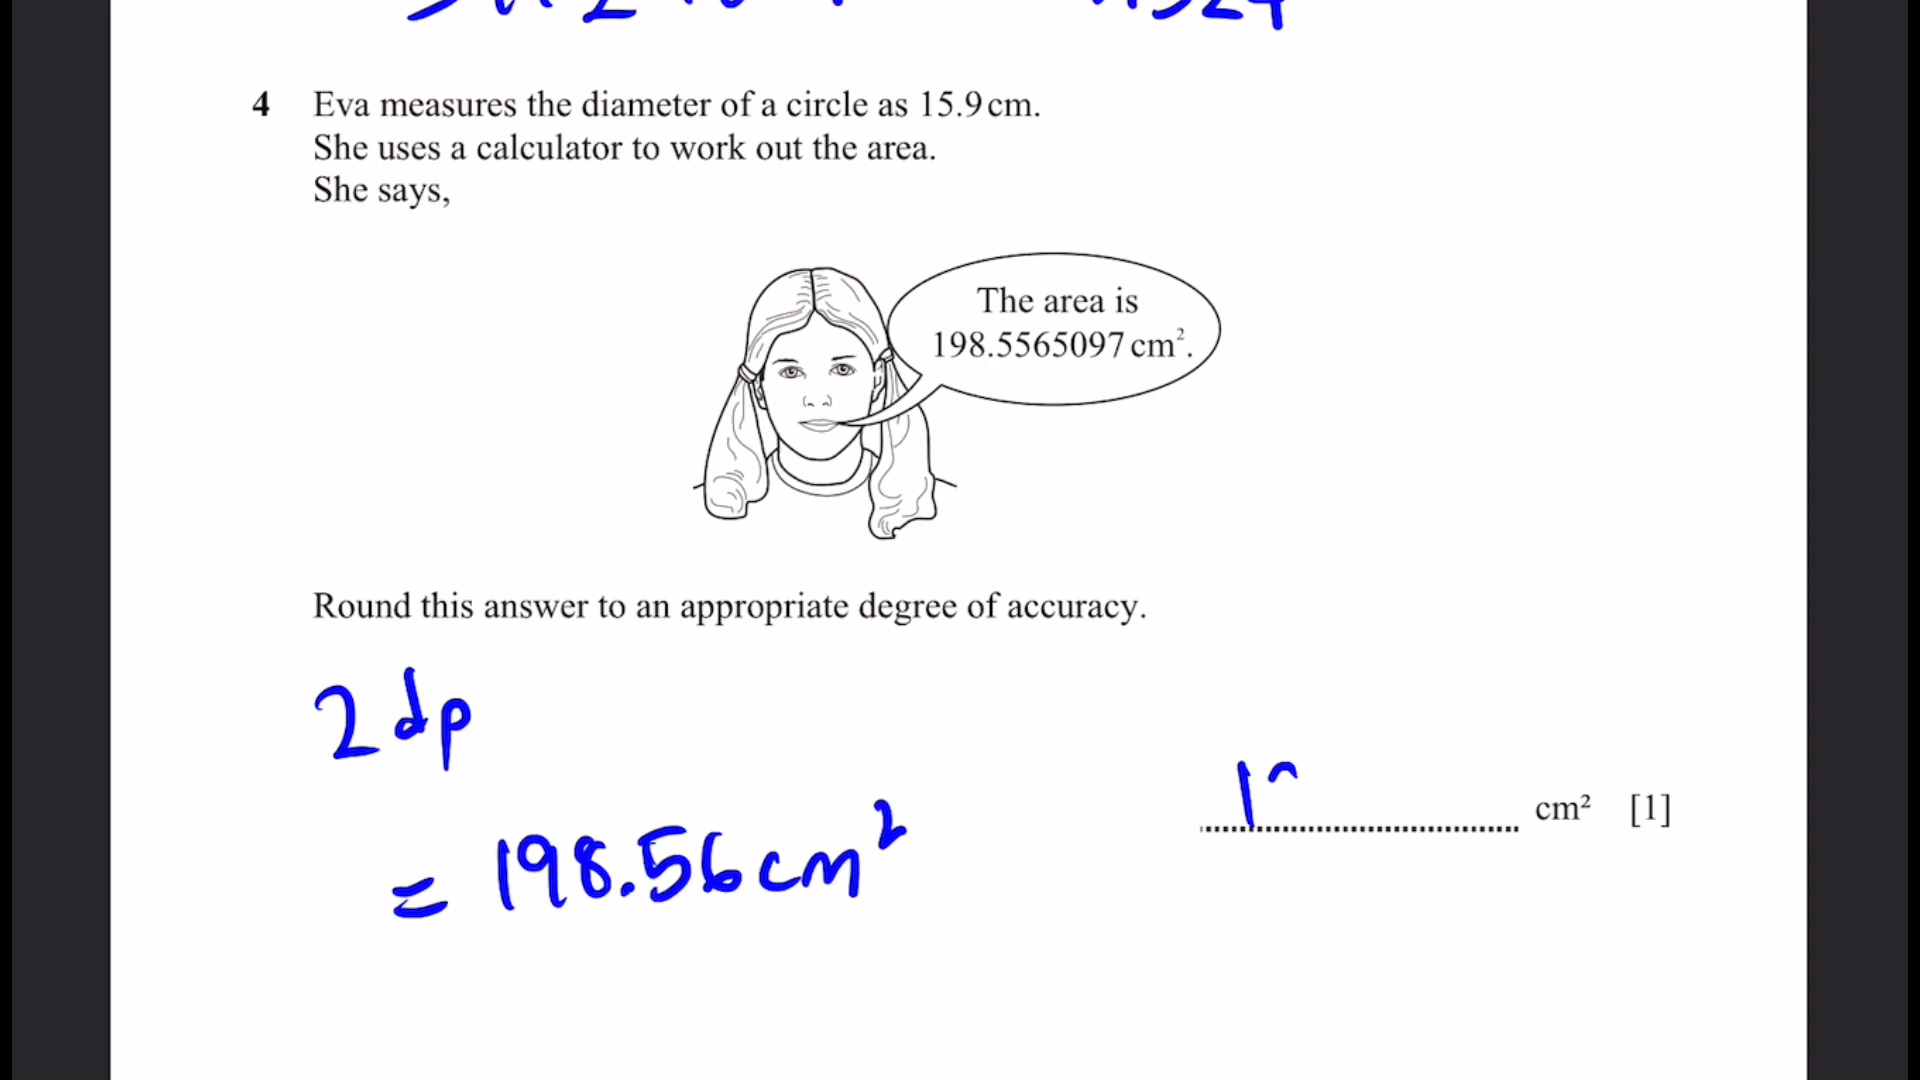 4 Eva measures the diameter of a circle as 15.9 cm.
She uses a calculator to work out the area.
She says,
The area is
198.5565097 cm².
Round this answer to an appropriate degree of accuracy.
2 dp
cm² [1]
= 198.56 cm²